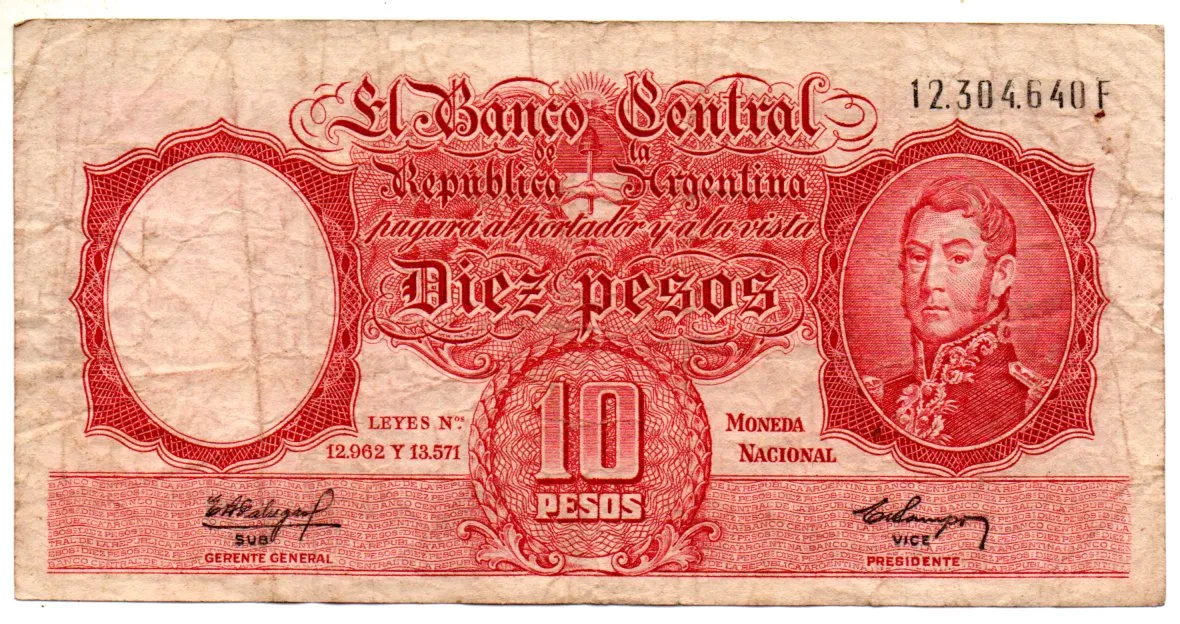 12.304.640 F
El Banco Central
de la
República Argentina
pagará al portador y a la vista
Diez pesos
LEYES Nos.
12.962 Y 13.571
10
PESOS
MONEDA
NACIONAL
SUB
GERENTE GENERAL
VICE
PRESIDENTE